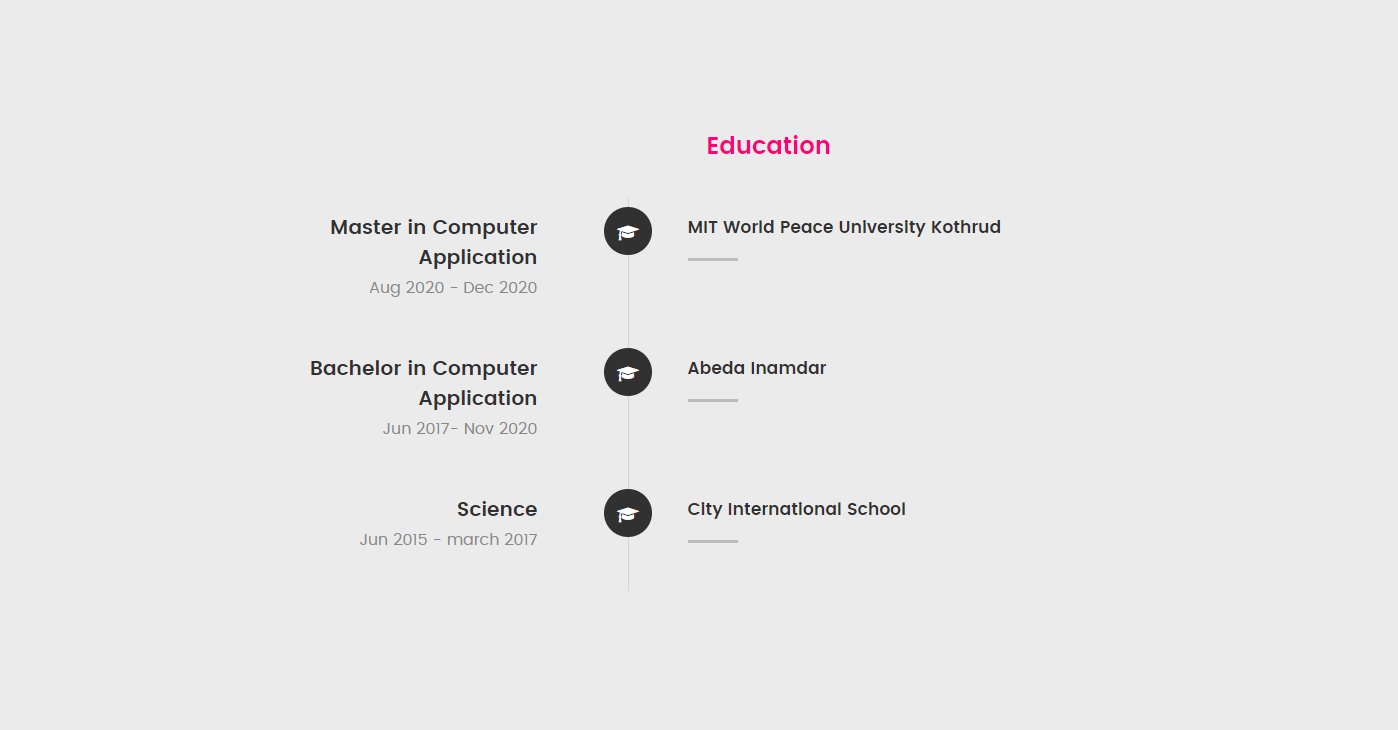 Education
Master in Computer
Application
Aug 2020 - Dec 2020
MIT World Peace University Kothrud
Bachelor in Computer
Application
Jun 2017- Nov 2020
Abeda Inamdar
Science
Jun 2015 - march 2017
City International School